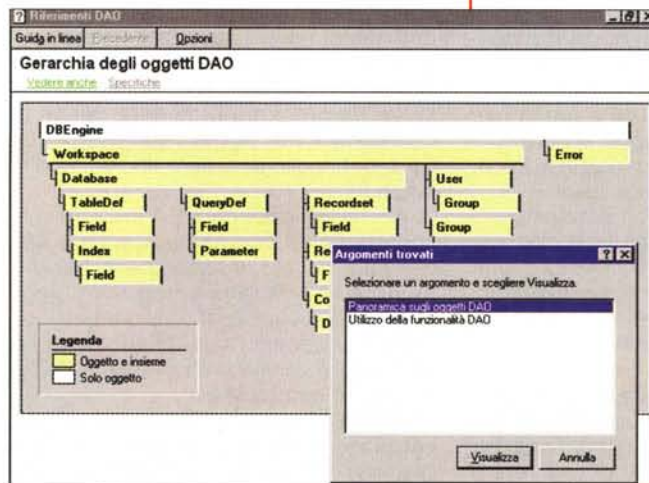 Riferimenti DAO
Guida in linea Precedente Opzioni
Gerarchia degli oggetti DAO
Vedere anche Specifiche
DBEngine
Workspace Error
Database User
TableDef QueryDef Recordset Group
Field Field Field Group
Index Parameter Re
Field F
Co
D
Legenda
Oggetto e insieme
Solo oggetto
Argomenti trovati
Selezionare un argomento e scegliere Visualizza.
Panoramica sugli oggetti DAO
Utilizzo della funzionalità DAO
Visualizza Annulla